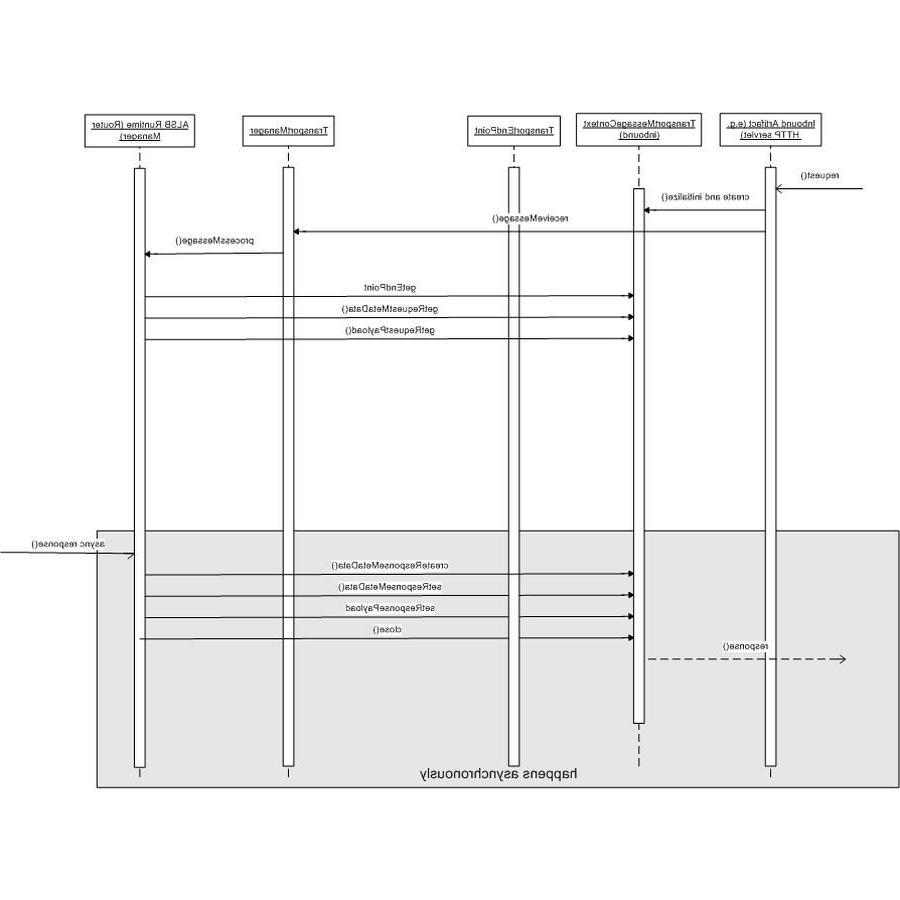 Inbound Artifact (e.g.
HTTP servlet)
TransportMessageContext
(inbound)
TransportEndPoint
TransportManager
ALSB Runtime (Router
Manager)
request()
create and initialize()
receiveMessage()
processMessage()
getEndPoint
getRequestMetaData()
getRequestPayload()
async response()
createResponseMetaData()
setResponseMetaData()
setResponsePayload
close()
response()
happens asynchronously